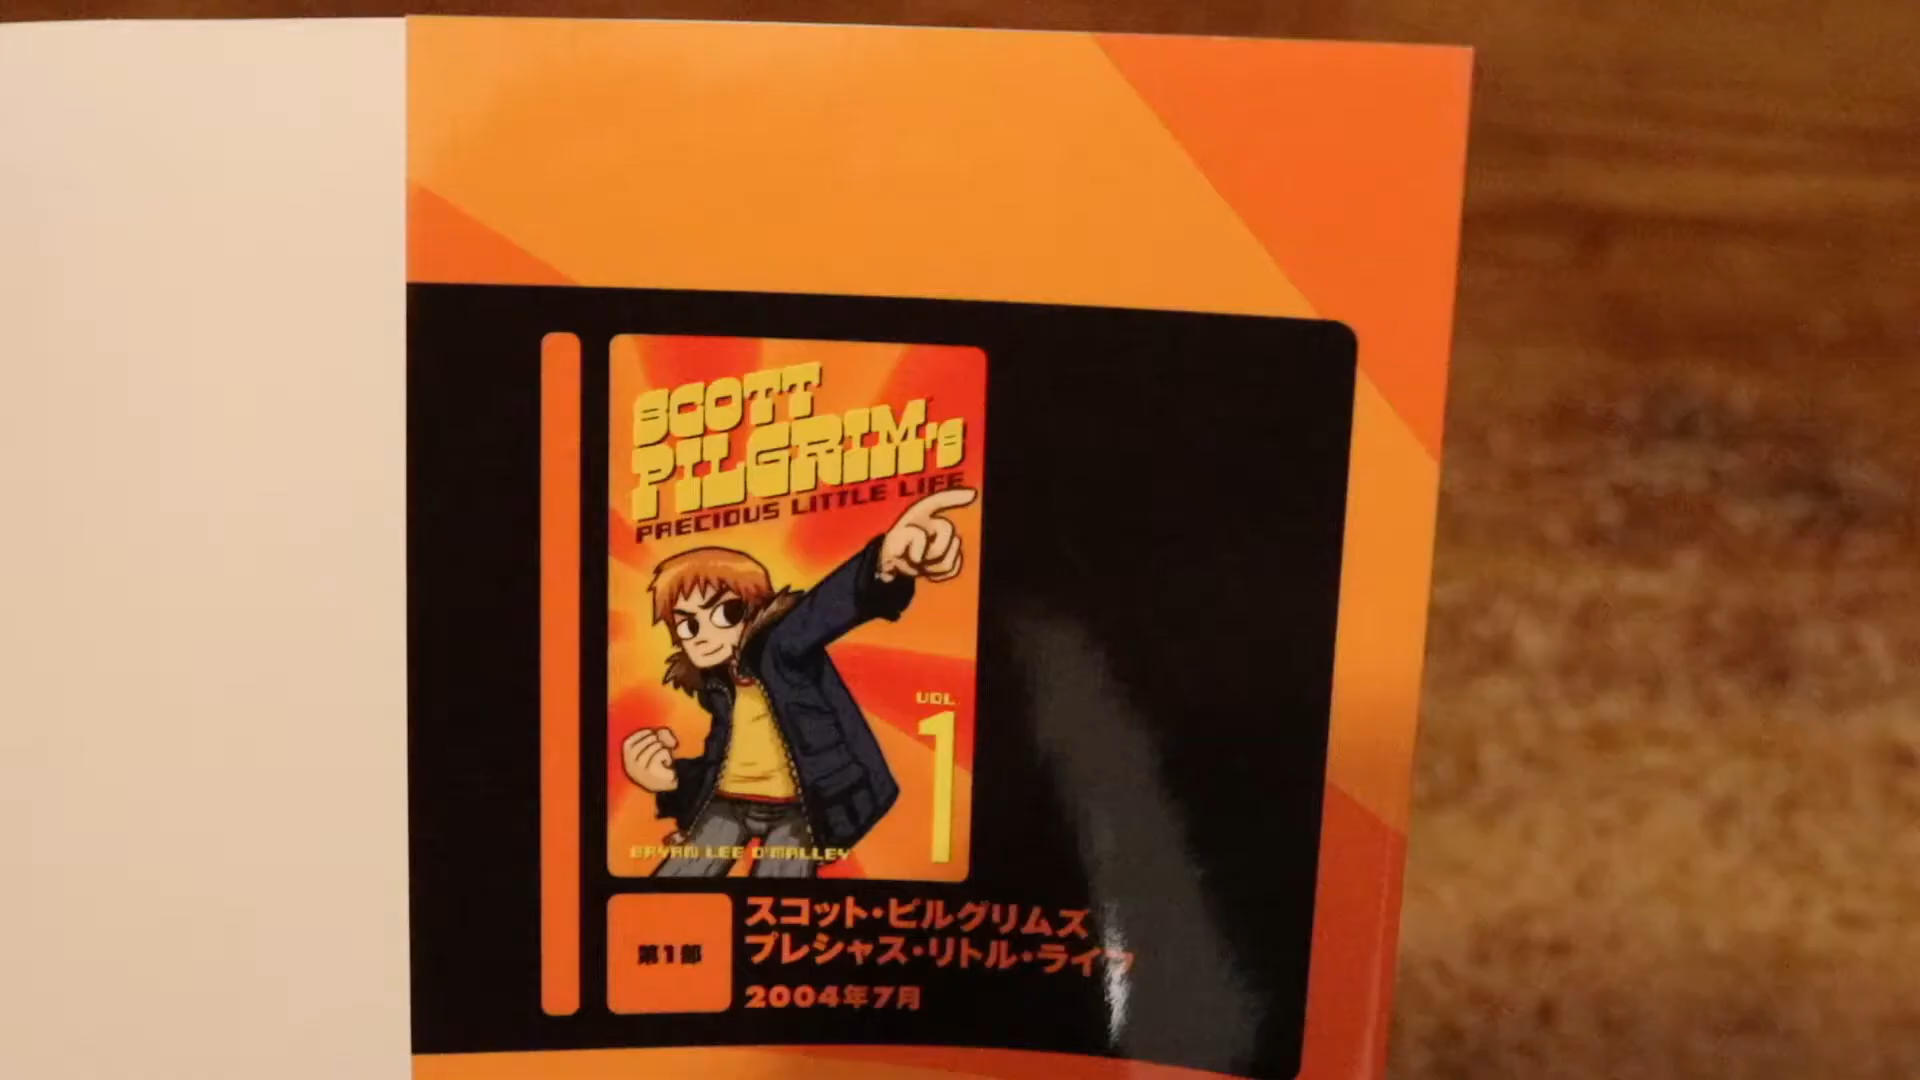 SCOTT
PILGRIM's
PRECIOUS LITTLE LIFE
VOL.
1
BRYAN LEE O'MALLEY
第1部
スコット・ピルグリムズ
プレシャス・リトル・ライフ
2004年7月